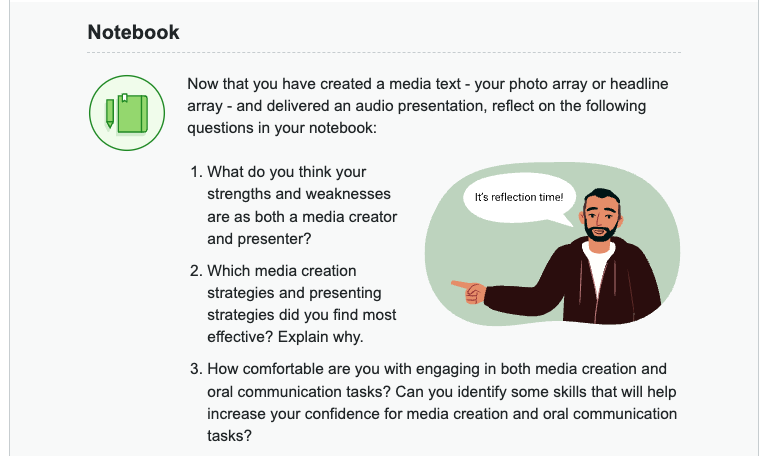 Notebook
Now that you have created a media text - your photo array or headline
array - and delivered an audio presentation, reflect on the following
questions in your notebook:
1. What do you think your
strengths and weaknesses
are as both a media creator
and presenter?
It's reflection time!
2. Which media creation
strategies and presenting
strategies did you find most
effective? Explain why.
3. How comfortable are you with engaging in both media creation and
oral communication tasks? Can you identify some skills that will help
increase your confidence for media creation and oral communication
tasks?